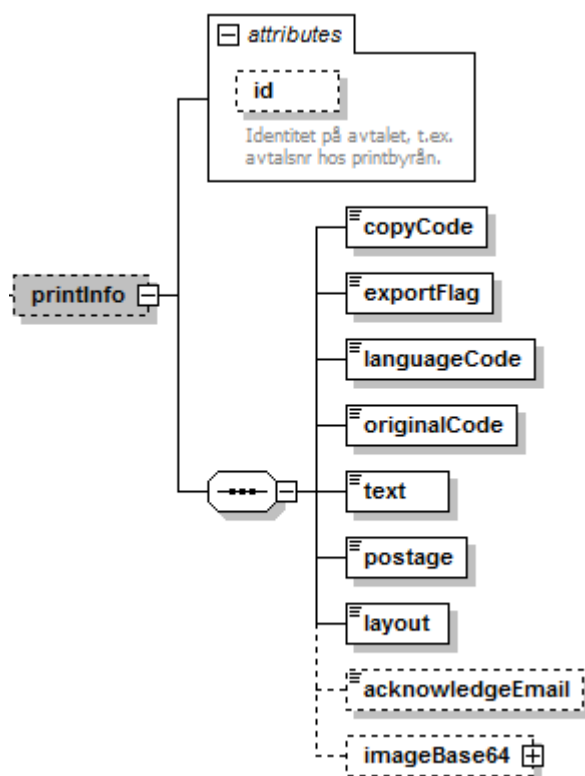 attributes
id
Identitet på avtalet, t.ex.
avtalsnr hos printbyrån.
printInfo
copyCode
exportFlag
languageCode
originalCode
text
postage
layout
acknowledgeEmail
imageBase64